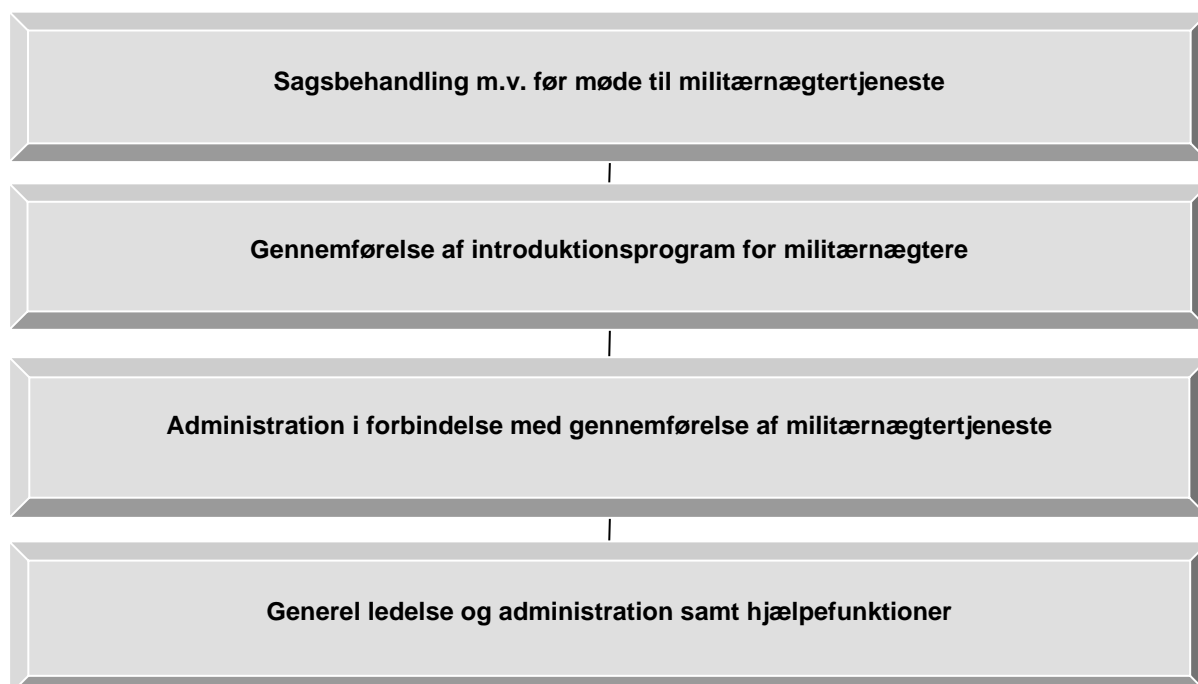 Sagsbehandling m.v. før møde til militærnægtertjeneste
Gennemførelse af introduktionsprogram for militærnægtere
Administration i forbindelse med gennemførelse af militærnægtertjeneste
Generel ledelse og administration samt hjælpefunktioner